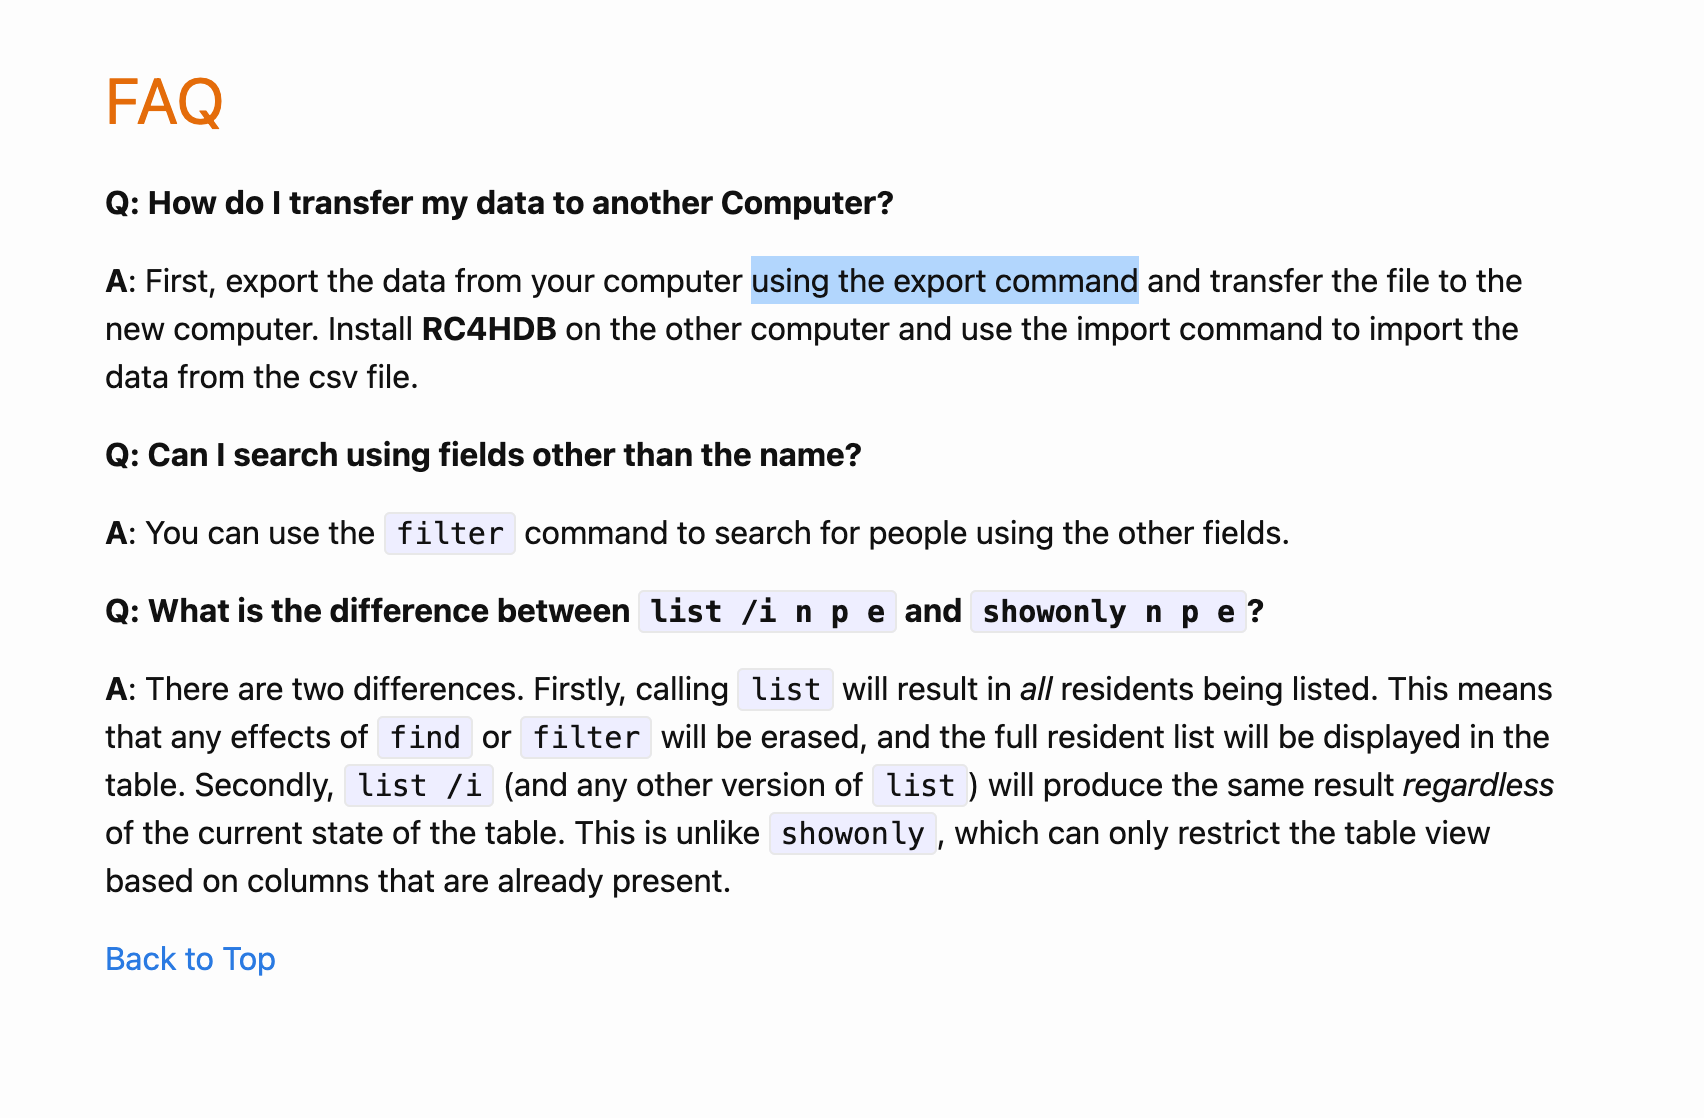 FAQ
Q: How do I transfer my data to another Computer?
A: First, export the data from your computer using the export command and transfer the file to the
new computer. Install RC4HDB on the other computer and use the import command to import the
data from the csv file.
Q: Can I search using fields other than the name?
A: You can use the filter command to search for people using the other fields.
Q: What is the difference between list /i n p e and showonly n p e?
A: There are two differences. Firstly, calling list will result in all residents being listed. This means
that any effects of find or filter will be erased, and the full resident list will be displayed in the
table. Secondly, list /i (and any other version of list) will produce the same result regardless
of the current state of the table. This is unlike showonly, which can only restrict the table view
based on columns that are already present.
Back to Top